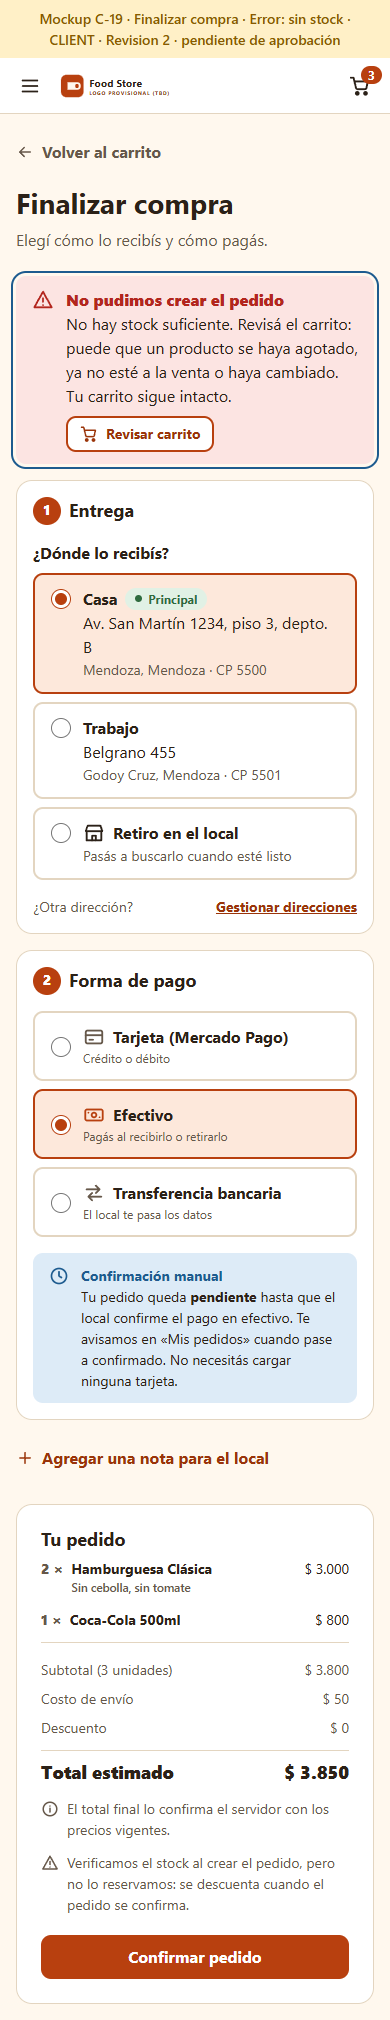 Mockup C-19 · Finalizar compra · Error: sin stock ·
CLIENT · Revision 2 · pendiente de aprobación
Food Store
LOGO PROVISIONAL (TBD)
3
Volver al carrito
Finalizar compra
Elegí cómo lo recibís y cómo pagás.
No pudimos crear el pedido
No hay stock suficiente. Revisá el carrito:
puede que un producto se haya agotado,
ya no esté a la venta o haya cambiado.
Tu carrito sigue intacto.
Revisar carrito
1 Entrega
¿Dónde lo recibís?
Casa • Principal
Av. San Martín 1234, piso 3, depto.
B
Mendoza, Mendoza · CP 5500
Trabajo
Belgrano 455
Godoy Cruz, Mendoza · CP 5501
Retiro en el local
Pasás a buscarlo cuando esté listo
¿Otra dirección? Gestionar direcciones
2 Forma de pago
Tarjeta (Mercado Pago)
Crédito o débito
Efectivo
Pagás al recibirlo o retirarlo
Transferencia bancaria
El local te pasa los datos
Confirmación manual
Tu pedido queda pendiente hasta que el
local confirme el pago en efectivo. Te
avisamos en «Mis pedidos» cuando pase
a confirmado. No necesitás cargar
ninguna tarjeta.
+ Agregar una nota para el local
Tu pedido
2 × Hamburguesa Clásica $ 3.000
Sin cebolla, sin tomate
1 × Coca-Cola 500ml $ 800
Subtotal (3 unidades) $ 3.800
Costo de envío $ 50
Descuento $ 0
Total estimado $ 3.850
El total final lo confirma el servidor con los
precios vigentes.
Verificamos el stock al crear el pedido, pero
no lo reservamos: se descuenta cuando el
pedido se confirma.
Confirmar pedido